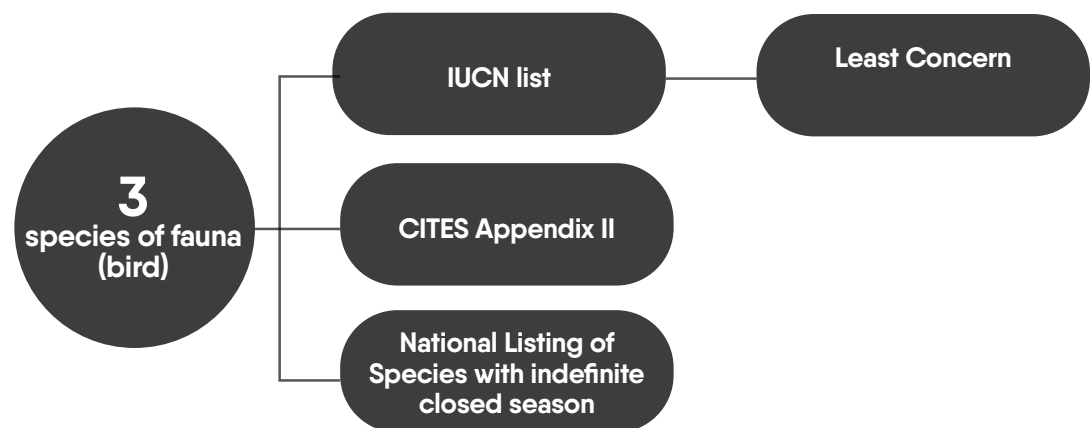 3
species of fauna
(bird)
IUCN list
Least Concern
CITES Appendix II
National Listing of
Species with indefinite
closed season